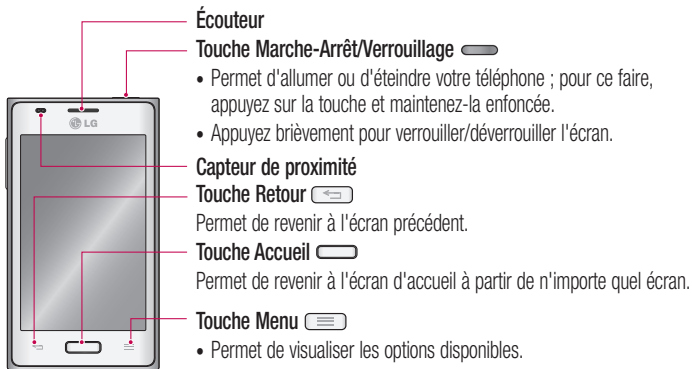 Écouteur
Touche Marche-Arrêt/Verrouillage
• Permet d'allumer ou d'éteindre votre téléphone ; pour ce faire,
appuyez sur la touche et maintenez-la enfoncée.
• Appuyez brièvement pour verrouiller/déverrouiller l'écran.
LG
Capteur de proximité
Touche Retour
Permet de revenir à l'écran précédent.
Touche Accueil
Permet de revenir à l'écran d'accueil à partir de n'importe quel écran.
Touche Menu
• Permet de visualiser les options disponibles.